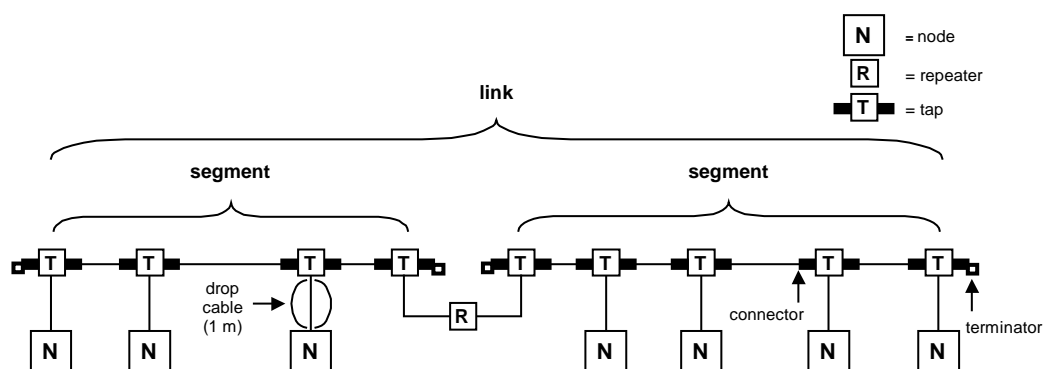 N = node
R = repeater
T = tap
link
segment segment
T T T T T T T T T
drop
cable
(1 m)
R
connector
terminator
N N N N N N N